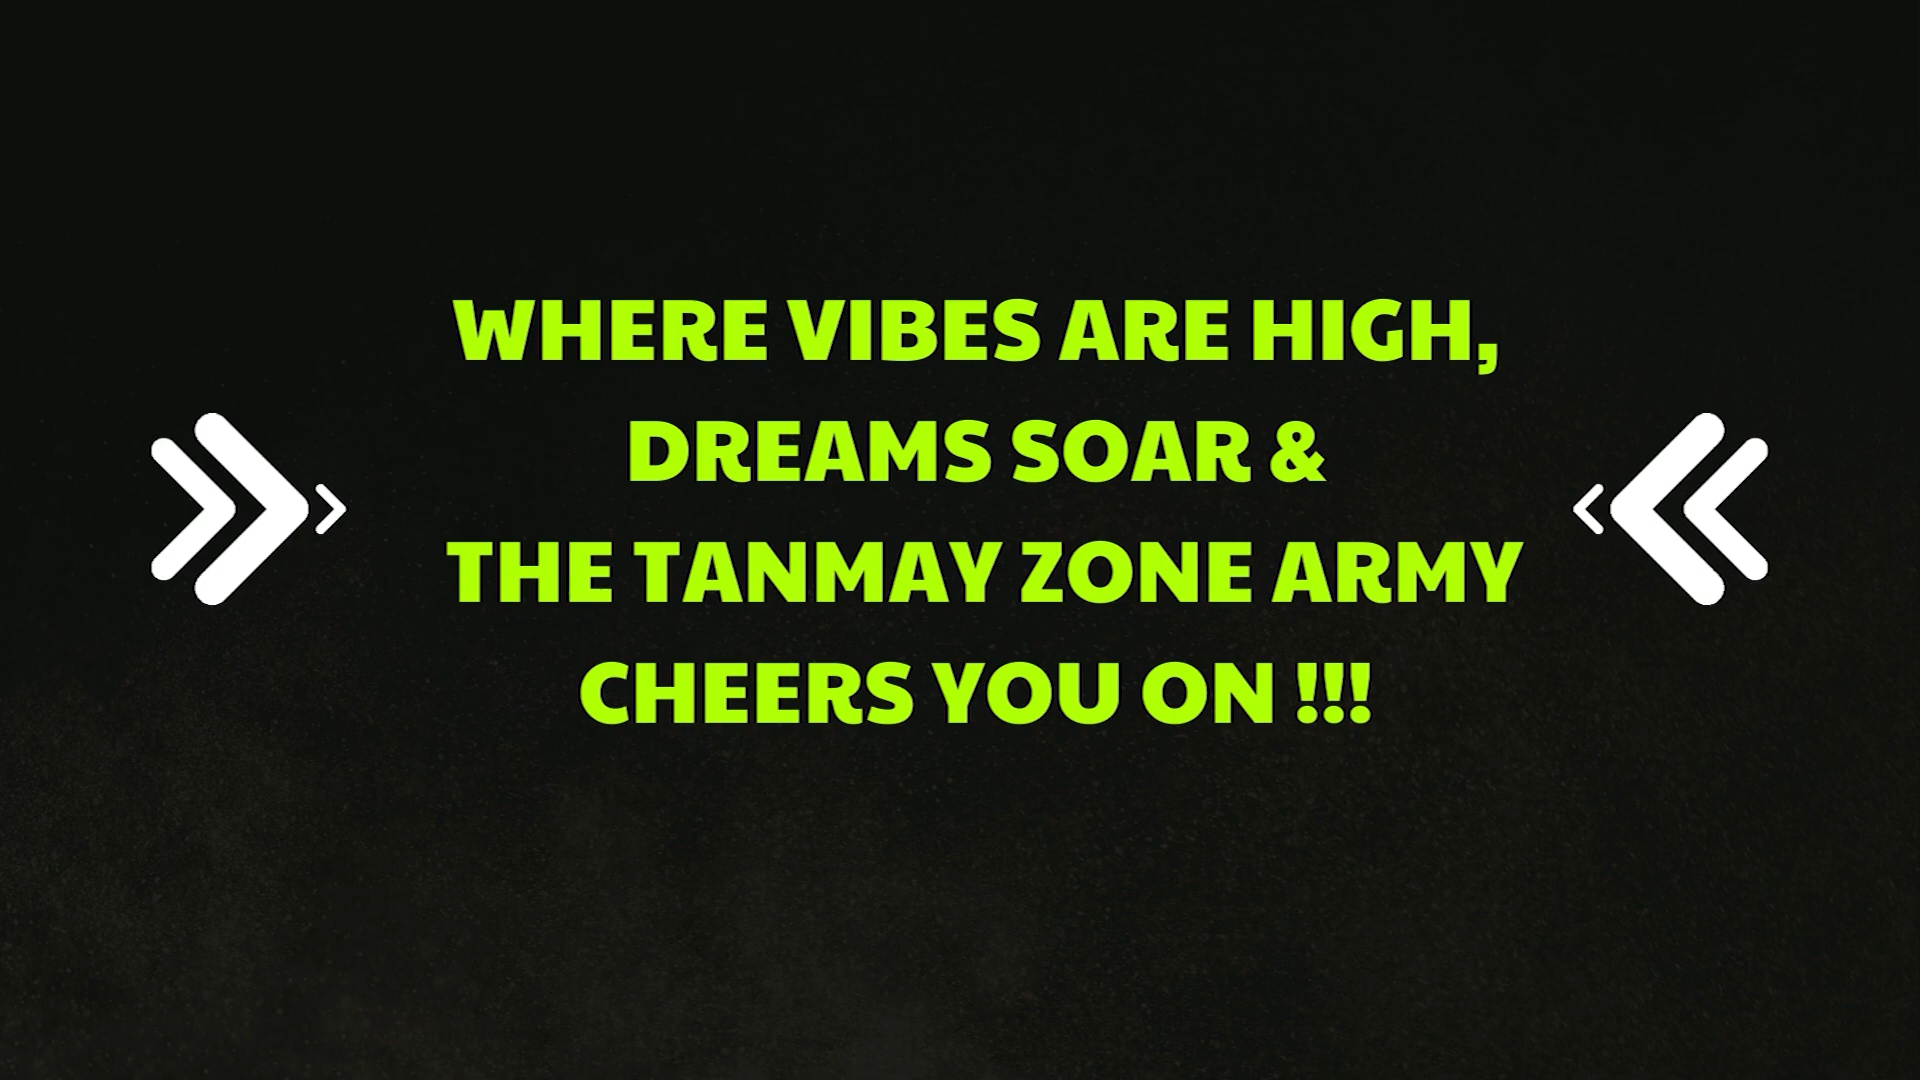 WHERE VIBES ARE HIGH,
DREAMS SOAR &
THE TANMAY ZONE ARMY
CHEERS YOU ON !!!